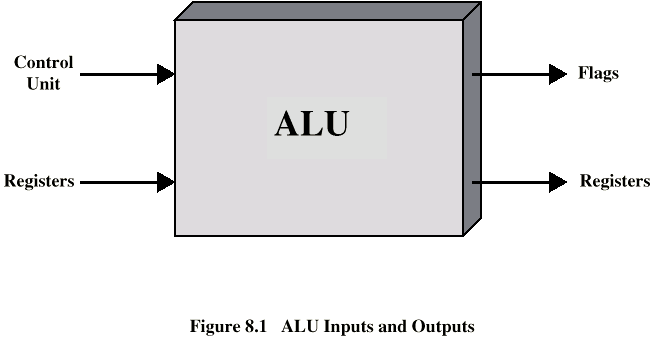 Control
Unit
Flags
ALU
Registers
Registers
Figure 8.1 ALU Inputs and Outputs